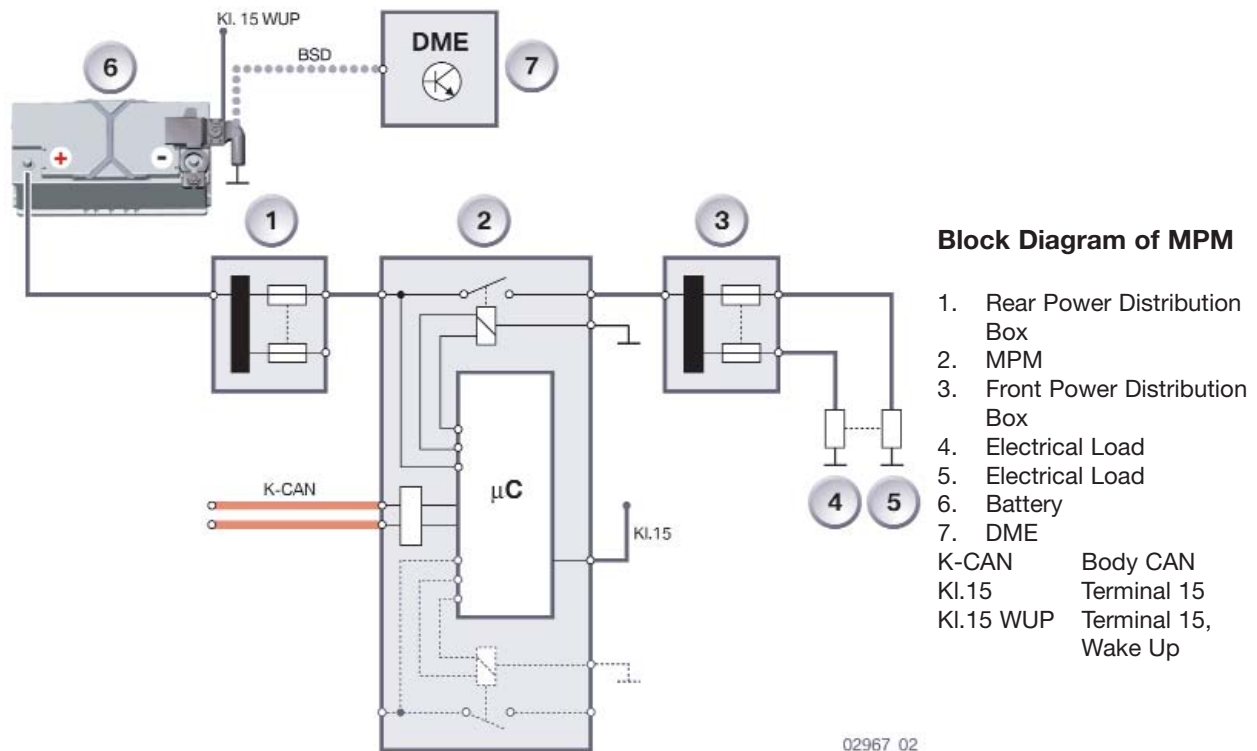 Kl. 15 WUP
BSD
DME
6
7
+
-
1
2
3
Block Diagram of MPM
1. Rear Power Distribution
Box
2. MPM
3. Front Power Distribution
Box
4. Electrical Load
5. Electrical Load
6. Battery
7. DME
K-CAN Body CAN
Kl.15 Terminal 15
Kl.15 WUP Terminal 15,
Wake Up
K-CAN
μC
Kl.15
4
5
02967_02